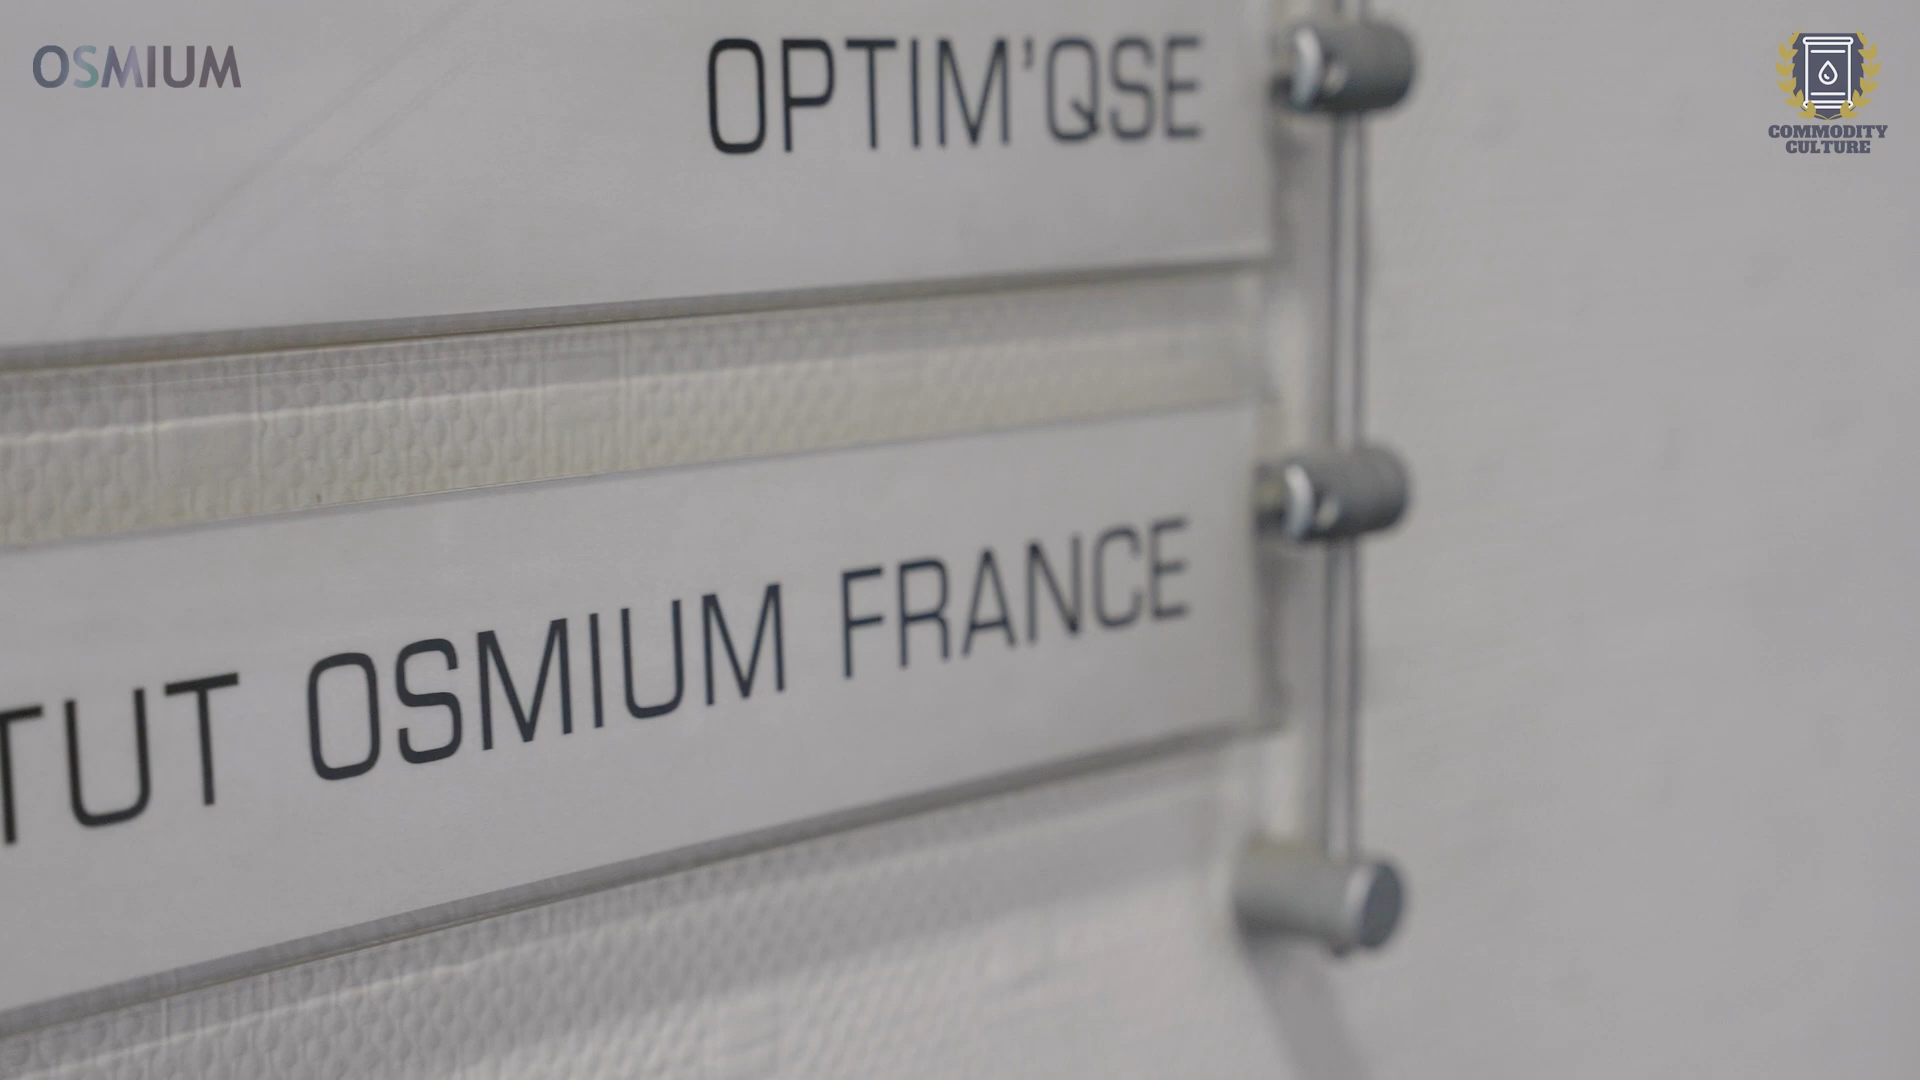 OSMIUM
OPTIM'QSE
COMMODITY
CULTURE
TUT OSMIUM FRANCE